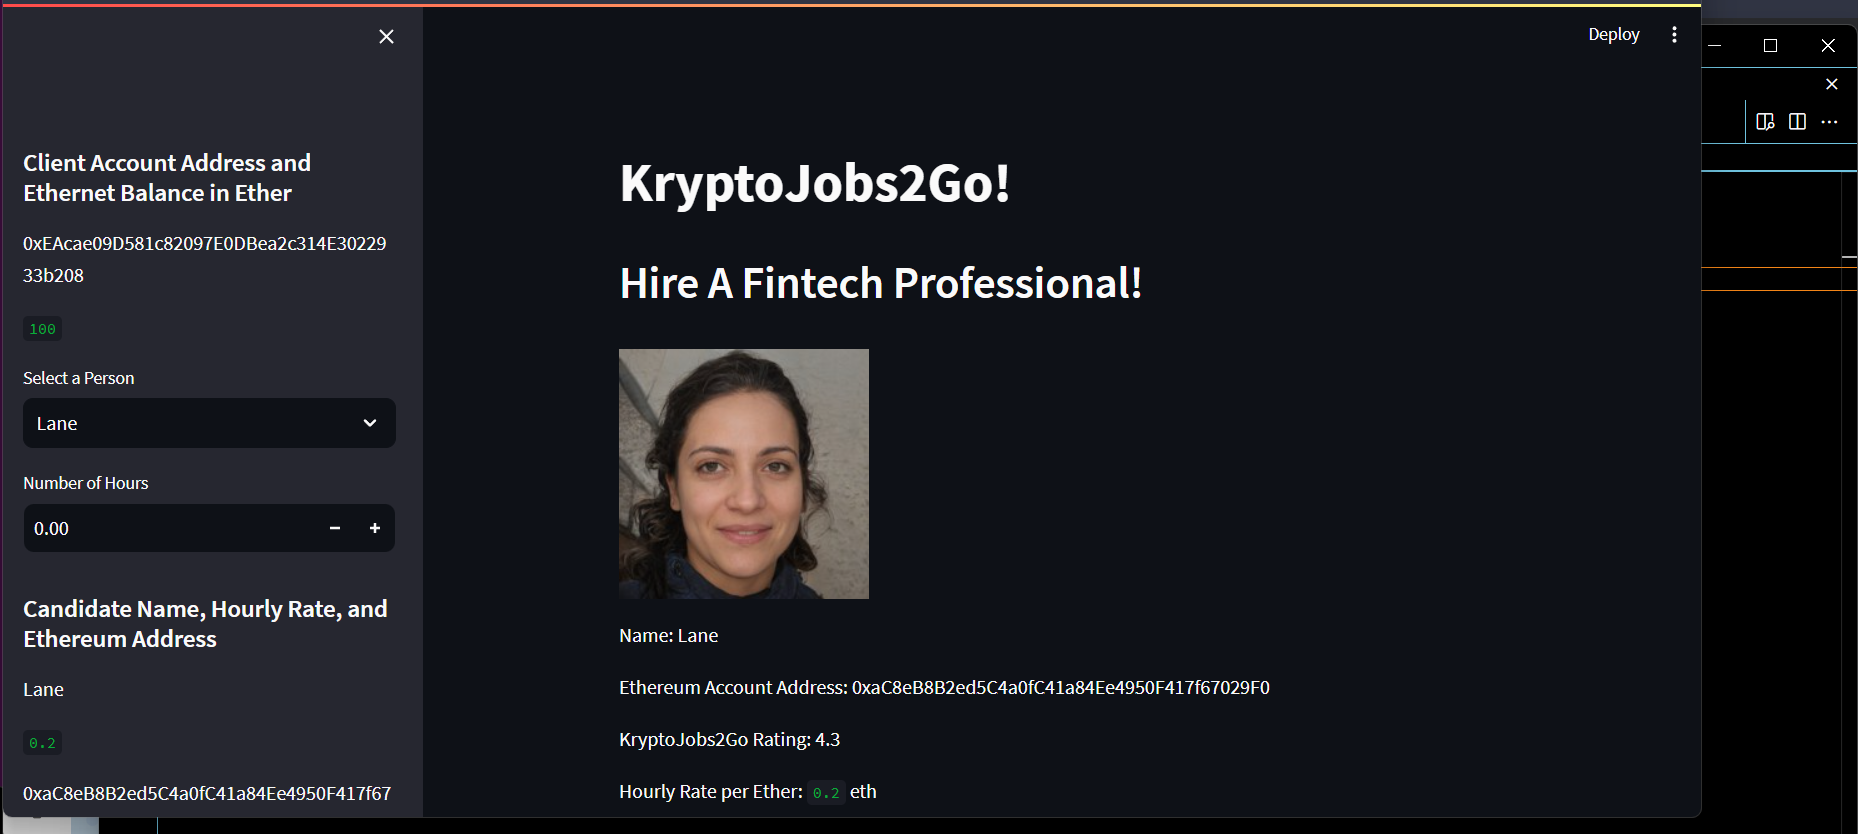 Deploy
Client Account Address and
Ethernet Balance in Ether
0xEAcae09D581c82097E0DBea2c314E30229
33b208
100
Select a Person
Lane
Number of Hours
0.00
Candidate Name, Hourly Rate, and
Ethereum Address
Lane
0.2
0xaC8eB8B2ed5C4a0fC41a84Ee4950F417f67
KryptoJobs2Go!
Hire A Fintech Professional!
Name: Lane
Ethereum Account Address: 0xaC8eB8B2ed5C4a0fC41a84Ee4950F417f67029F0
KryptoJobs2Go Rating: 4.3
Hourly Rate per Ether: 0.2 eth